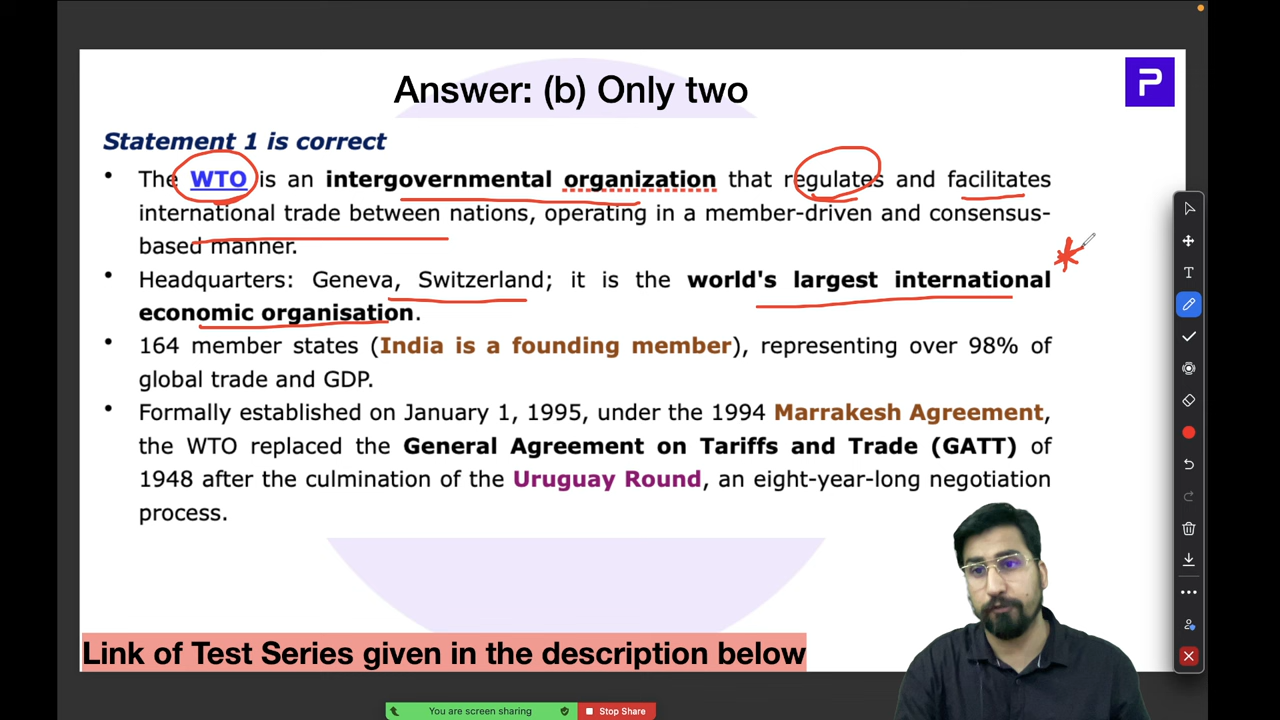 Answer: (b) Only two
P
Statement 1 is correct
• The WTO is an intergovernmental organization that regulates and facilitates
international trade between nations, operating in a member-driven and consensus-
based manner.
• Headquarters: Geneva, Switzerland; it is the world's largest international
economic organisation.
• 164 member states (India is a founding member), representing over 98% of
global trade and GDP.
• Formally established on January 1, 1995, under the 1994 Marrakesh Agreement,
the WTO replaced the General Agreement on Tariffs and Trade (GATT) of
1948 after the culmination of the Uruguay Round, an eight-year-long negotiation
process.
Link of Test Series given in the description below
You are screen sharing
Stop Share